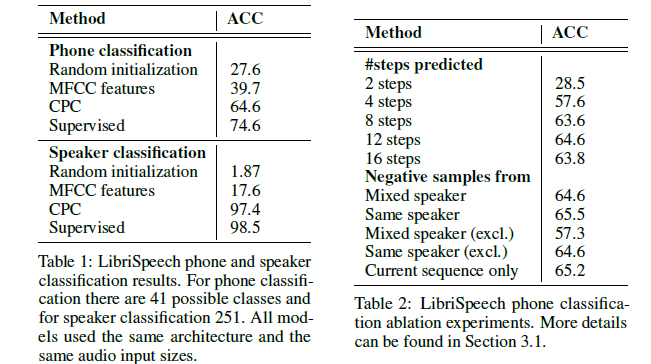 Method ACC
Phone classification
Random initialization 27.6
MFCC features 39.7
CPC 64.6
Supervised 74.6
Speaker classification
Random initialization 1.87
MFCC features 17.6
CPC 97.4
Supervised 98.5
Table 1: LibriSpeech phone and speaker
classification results. For phone classifi-
cation there are 41 possible classes and
for speaker classification 251. All mod-
els used the same architecture and the
same audio input sizes.
Method ACC
#steps predicted
2 steps 28.5
4 steps 57.6
8 steps 63.6
12 steps 64.6
16 steps 63.8
Negative samples from
Mixed speaker 64.6
Same speaker 65.5
Mixed speaker (excl.) 57.3
Same speaker (excl.) 64.6
Current sequence only 65.2
Table 2: LibriSpeech phone classifica-
tion ablation experiments. More details
can be found in Section 3.1.